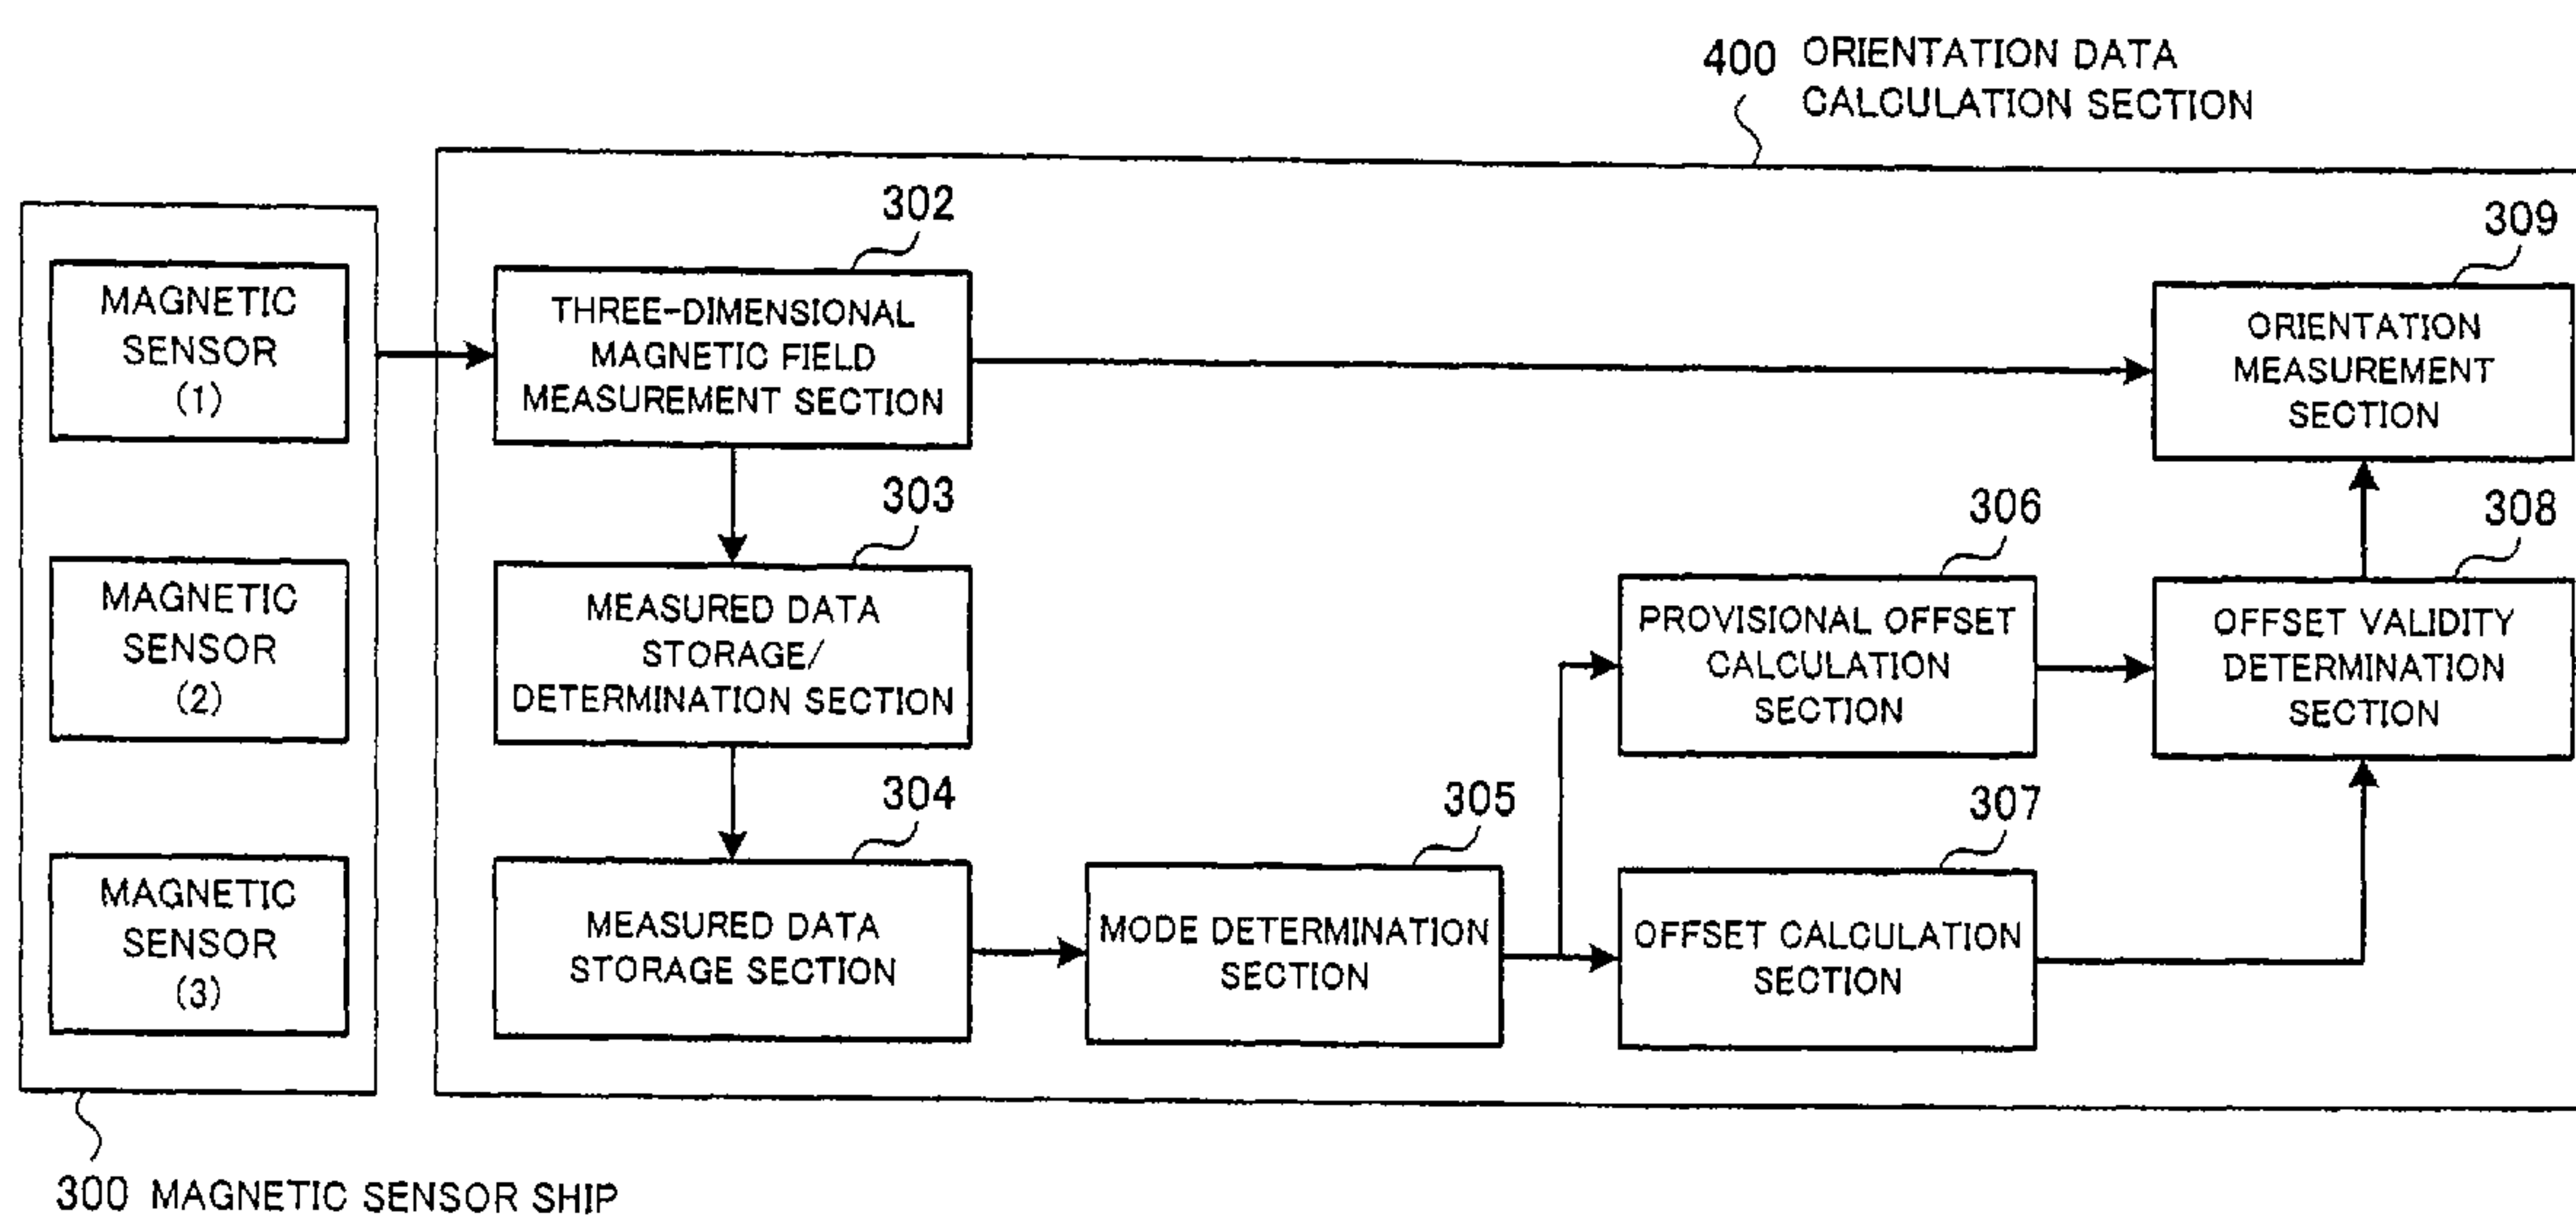 400 ORIENTATION DATA
CALCULATION SECTION
302
309
MAGNETIC
SENSOR
(1)
THREE-DIMENSIONAL
MAGNETIC FIELD
MEASUREMENT SECTION
ORIENTATION
MEASUREMENT
SECTION
303
306
308
MAGNETIC
SENSOR
(2)
MEASURED DATA
STORAGE/
DETERMINATION SECTION
PROVISIONAL OFFSET
CALCULATION
SECTION
OFFSET VALIDITY
DETERMINATION
SECTION
304
305
307
MAGNETIC
SENSOR
(3)
MEASURED DATA
STORAGE SECTION
MODE DETERMINATION
SECTION
OFFSET CALCULATION
SECTION
300 MAGNETIC SENSOR SHIP